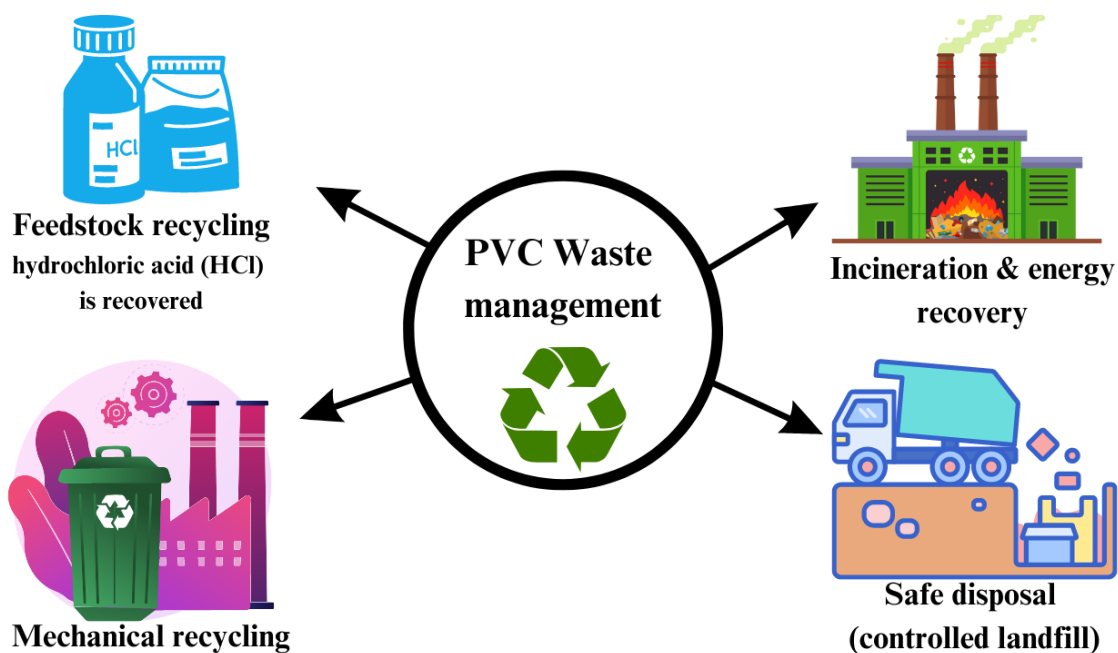 PVC Waste
management
HCl
Feedstock recycling
hydrochloric acid (HCl)
is recovered
Incineration & energy
recovery
Mechanical recycling
Safe disposal
(controlled landfill)